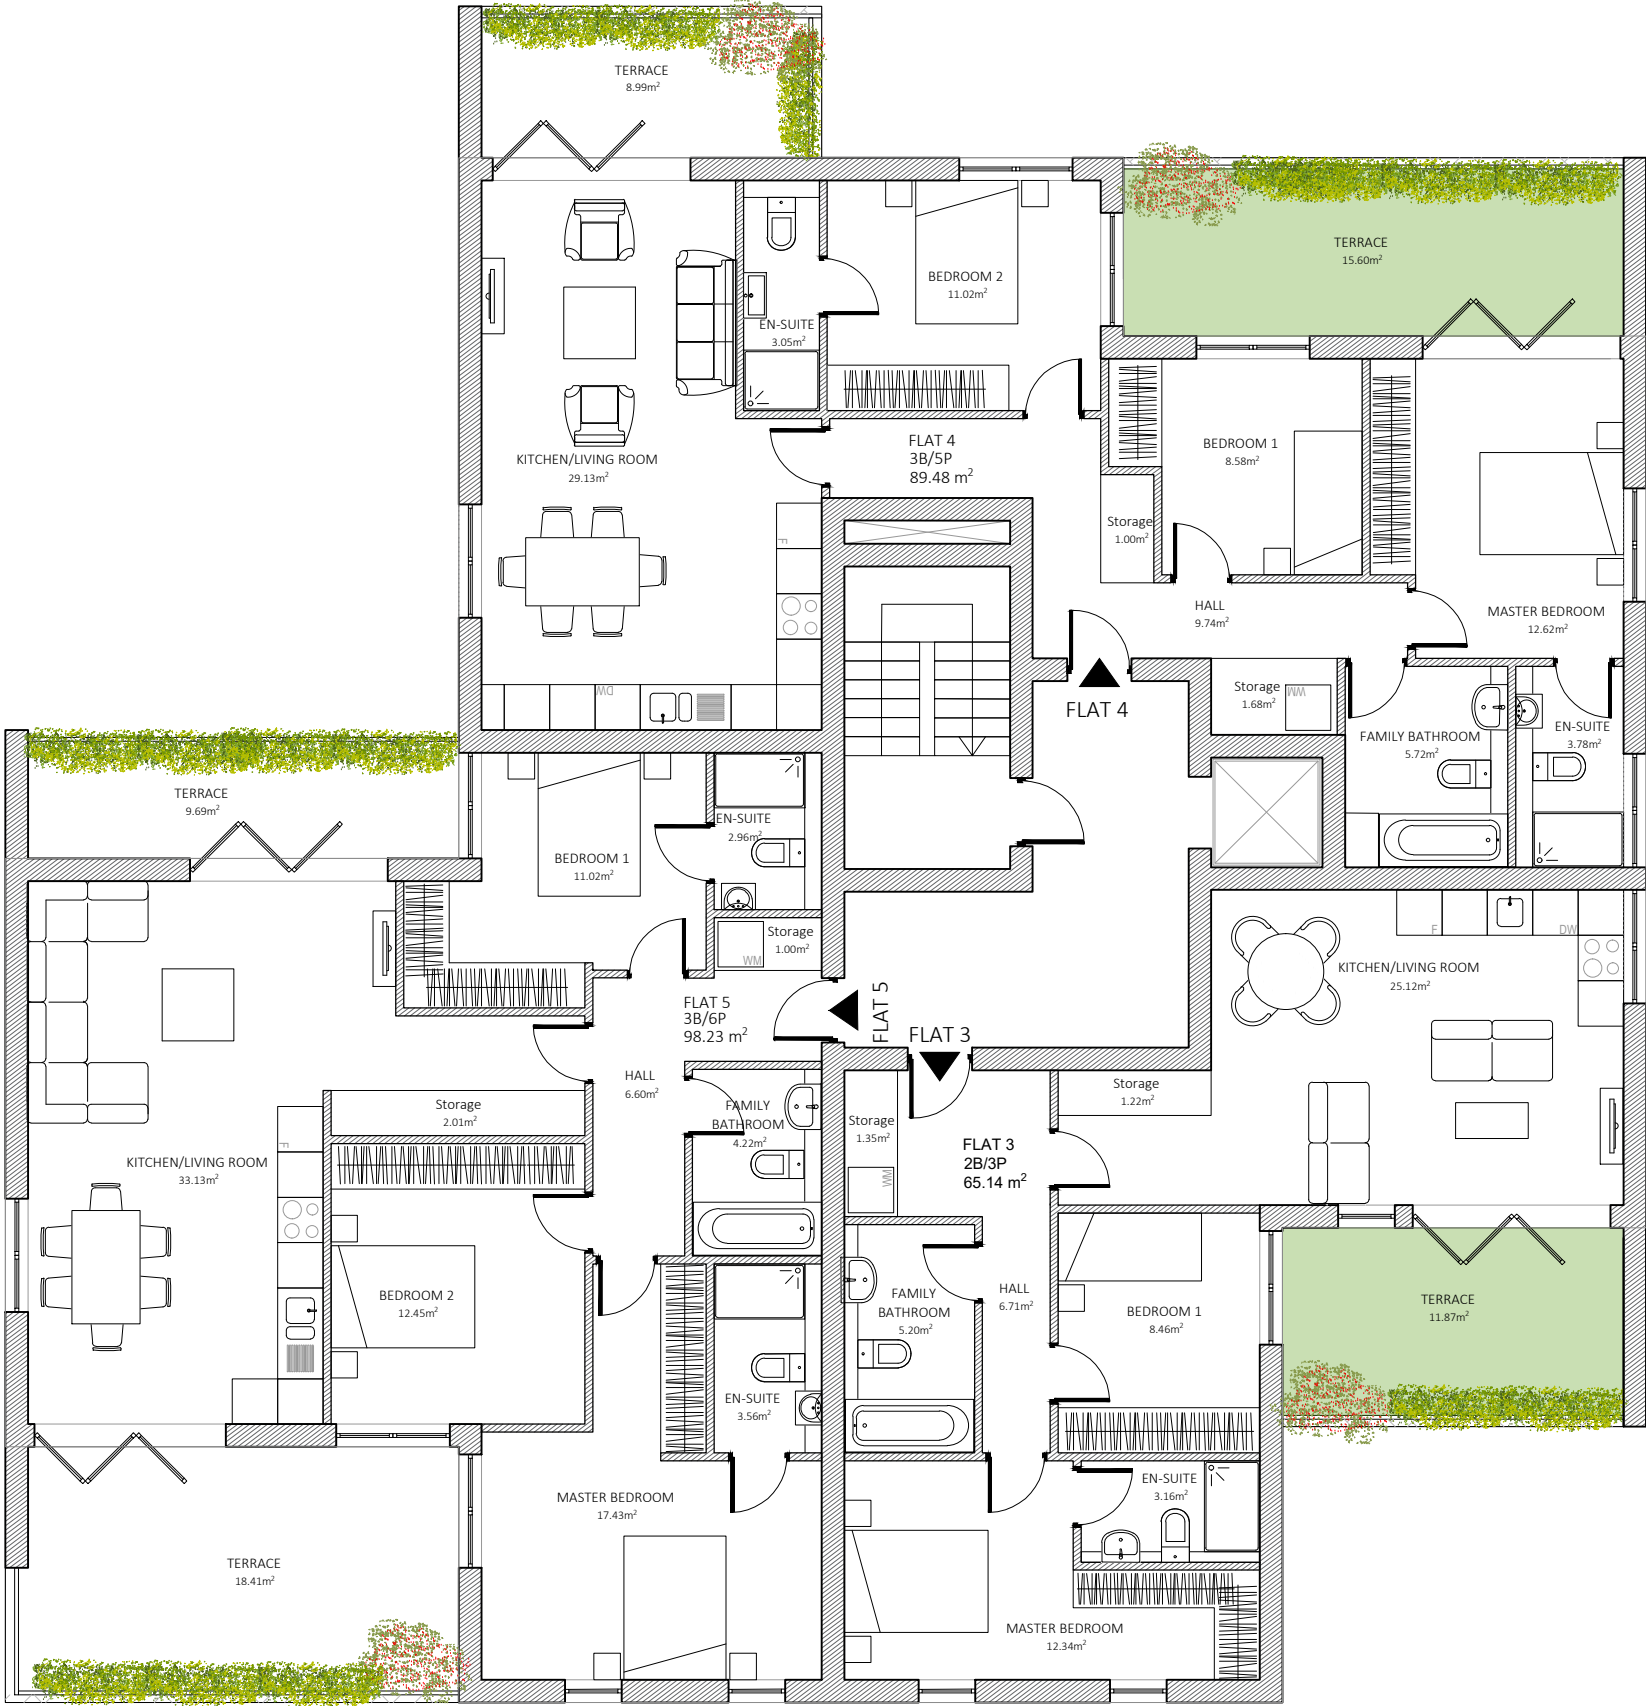 TERRACE
8.99m²
TERRACE
15.60m²
BEDROOM 2
11.02m²
EN-SUITE
3.05m²
KITCHEN/LIVING ROOM
29.13m²
FLAT 4
3B/5P
89.48 m²
BEDROOM 1
8.58m²
Storage
1.00m²
F
HALL
9.74m²
MASTER BEDROOM
12.62m²
DW
Storage
1.68m²
WM
FLAT 4
FAMILY BATHROOM
5.72m²
EN-SUITE
3.78m²
TERRACE
9.69m²
EN-SUITE
2.96m²
BEDROOM 1
11.02m²
Storage
1.00m²
WM
F
DW
KITCHEN/LIVING ROOM
25.12m²
FLAT 5
3B/6P
98.23 m²
FLAT 5
FLAT 3
HALL
6.60m²
Storage
2.01m²
FAMILY
BATHROOM
4.22m²
Storage
1.35m²
WM
Storage
1.22m²
FLAT 3
2B/3P
65.14 m²
F
KITCHEN/LIVING ROOM
33.13m²
BEDROOM 2
12.45m²
FAMILY
BATHROOM
5.20m²
HALL
6.71m²
BEDROOM 1
8.46m²
TERRACE
11.87m²
EN-SUITE
3.56m²
EN-SUITE
3.16m²
MASTER BEDROOM
17.43m²
TERRACE
18.41m²
MASTER BEDROOM
12.34m²